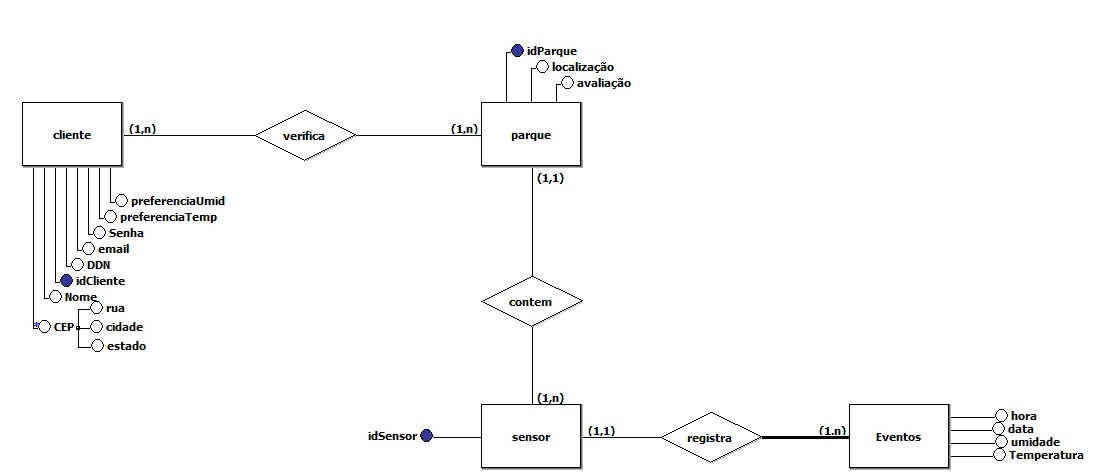 idParque
localização
avaliação
cliente
(1,n)
verifica
(1,n)
parque
(1,1)
preferenciaUmid
preferenciaTemp
Senha
email
DDN
idCliente
Nome
CEP
rua
cidade
estado
contem
(1,n)
idSensor
sensor
(1,1)
registra
(1,n)
Eventos
hora
data
umidade
Temperatura